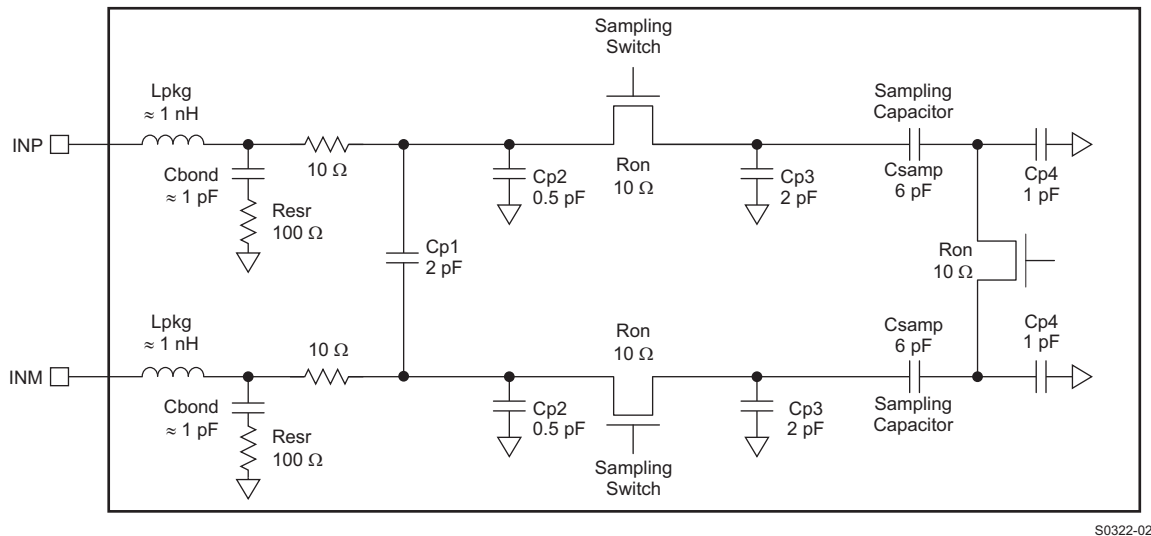 Sampling
Switch
Lpkg
≈ 1 nH
Sampling
Capacitor
INP
10 Ω
Cbond
≈ 1 pF
Resr
100 Ω
Cp2
0.5 pF
Ron
10 Ω
Cp3
2 pF
Csamp
6 pF
Cp4
1 pF
Cp1
2 pF
Ron
10 Ω
Lpkg
≈ 1 nH
10 Ω
Ron
10 Ω
Csamp
6 pF
Cp4
1 pF
INM
Cbond
≈ 1 pF
Resr
100 Ω
Cp2
0.5 pF
Cp3
2 pF
Sampling
Capacitor
Sampling
Switch
S0322-02